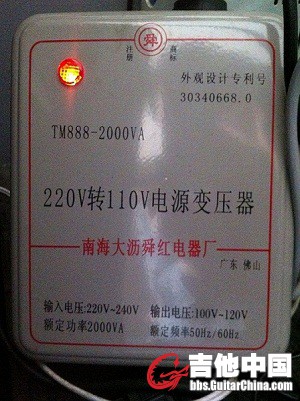 注册 舜 商标
外观设计专利号
30340668.0
TM888-2000VA
220V转110V电源变压器
南海大沥舜红电器厂
广东 佛山
输入电压:220V~240V 输出电压:100V~120V
额定功率2000VA 额定频率50Hz/60Hz
吉他中国
bbs.GuitarChina.com